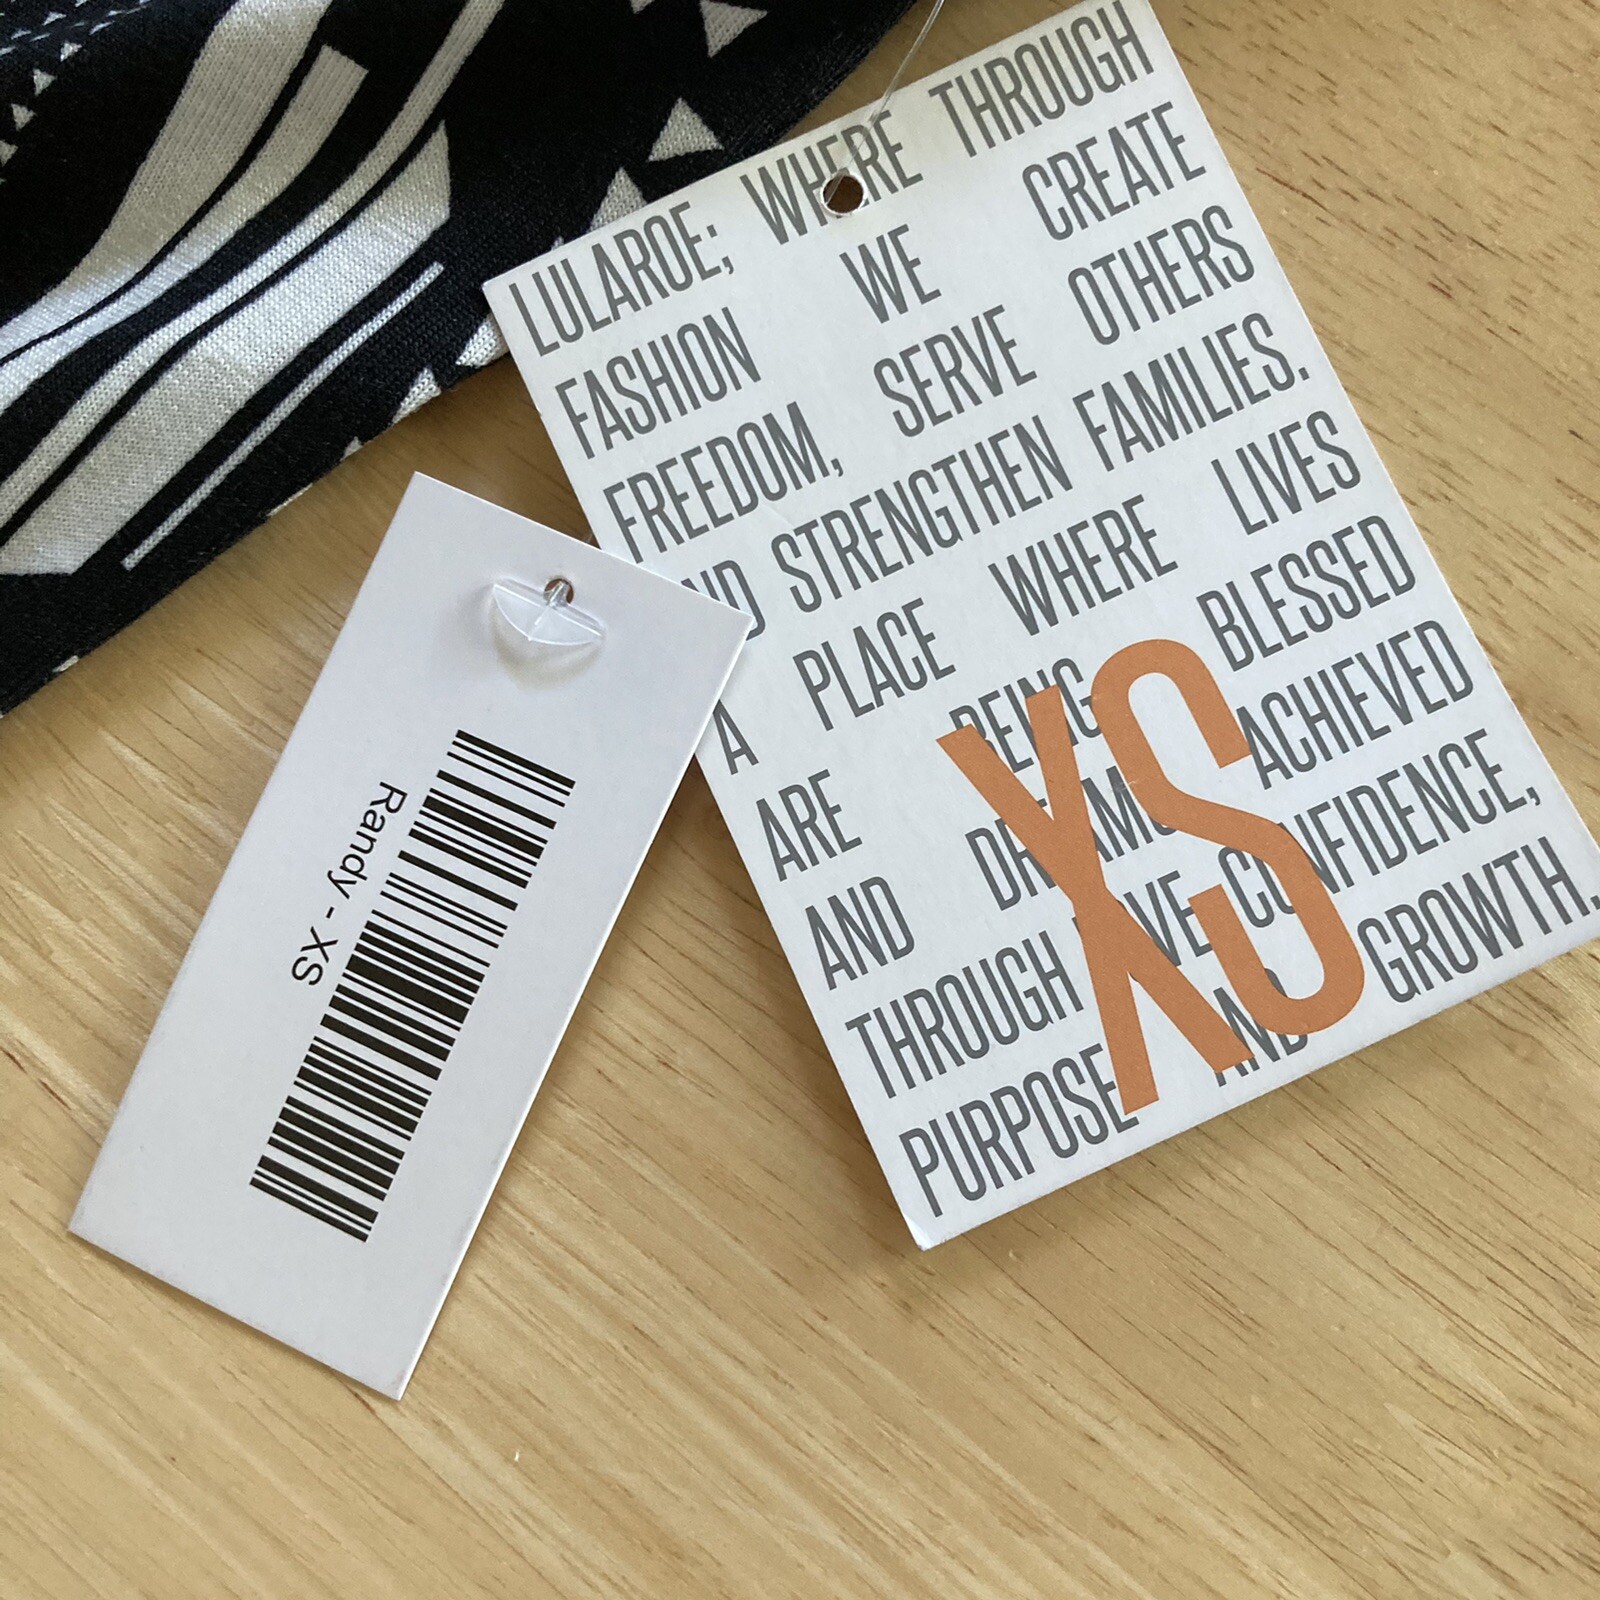 LULAROE; WHERE THROUGH
FASHION WE CREATE
FREEDOM, SERVE OTHERS
AND STRENGTHEN FAMILIES.
A PLACE WHERE LIVES
ARE BEING BLESSED
AND DREAMS ACHIEVED
THROUGH LOVE CONFIDENCE,
PURPOSE AND GROWTH.
XS
Randy - XS